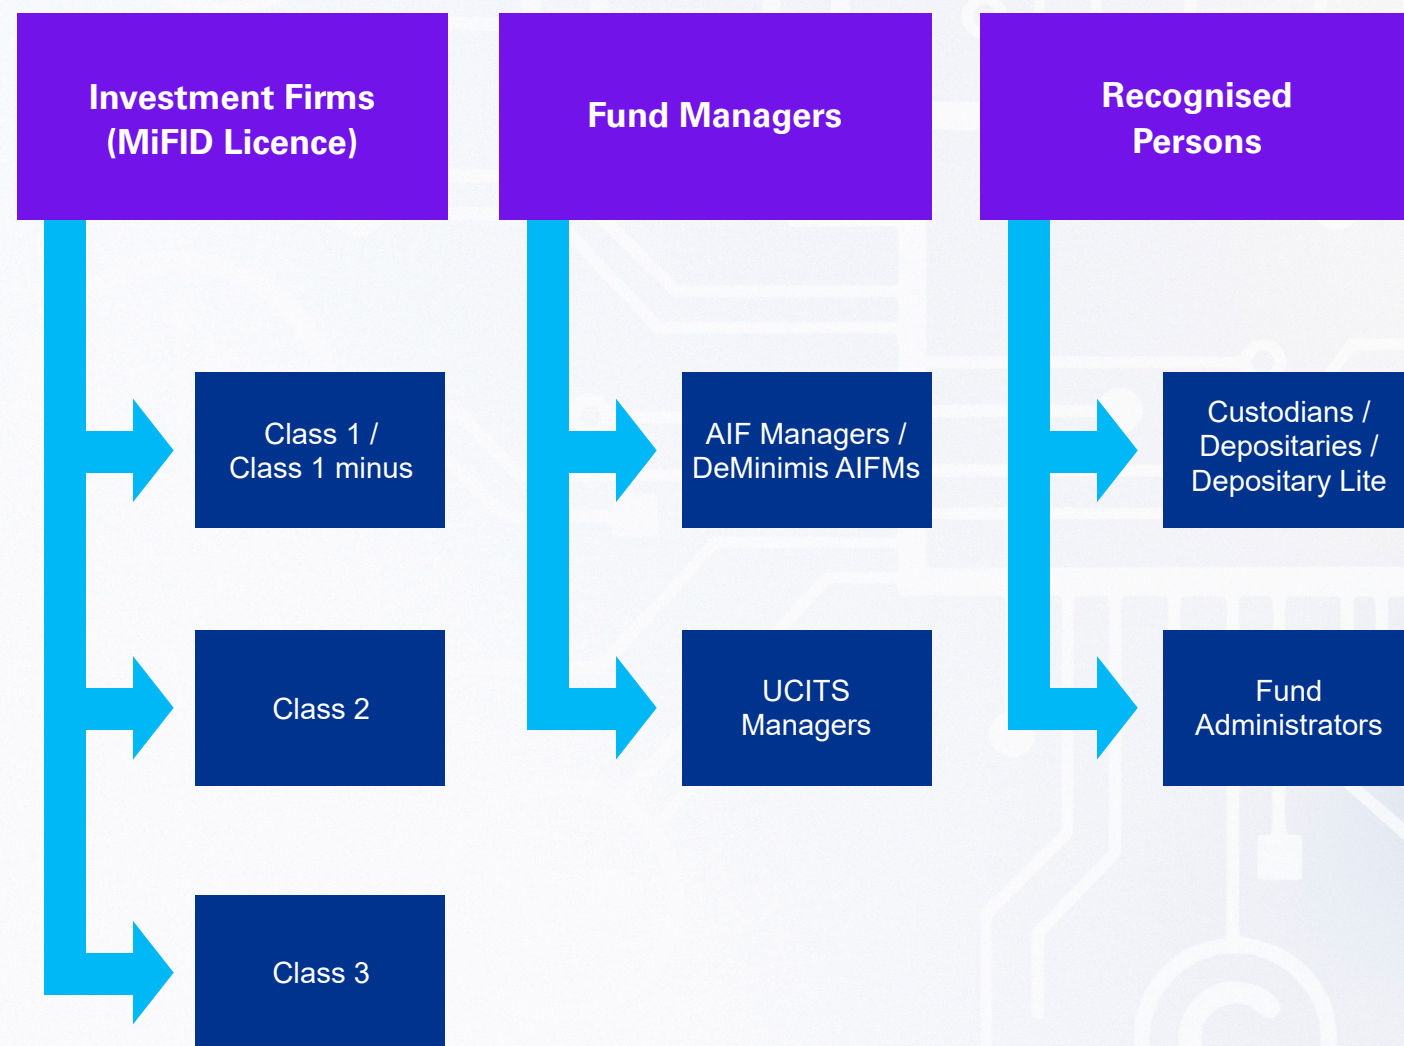 Investment Firms
(MiFID Licence)
Fund Managers
Recognised
Persons
Class 1 /
Class 1 minus
AIF Managers /
DeMinimis AIFMs
Custodians /
Depositaries /
Depositary Lite
Class 2
UCITS
Managers
Fund
Administrators
Class 3